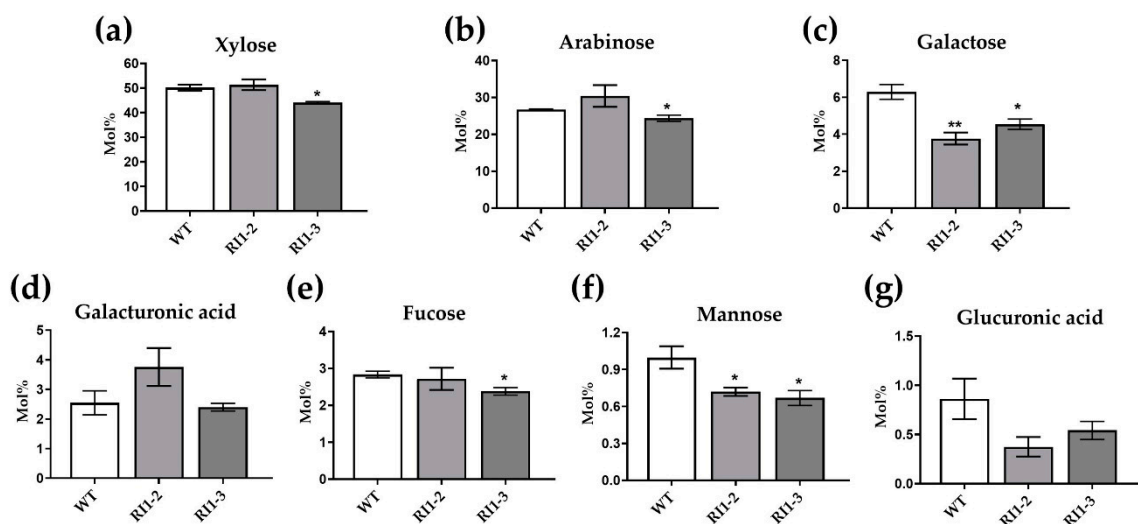 (a)
Xylose
Mol%
60
50
40
30
20
10
0
*
WT
RI1-2
RI1-3
(b)
Arabinose
Mol%
40
30
20
10
0
*
WT
RI1-2
RI1-3
(c)
Galactose
Mol%
6
4
2
0
**
*
WT
RI1-2
RI1-3
(d)
Galacturonic acid
Mol%
5
4
3
2
1
0
WT
RI1-2
RI1-3
(e)
Fucose
Mol%
4
3
2
1
0
*
WT
RI1-2
RI1-3
(f)
Mannose
Mol%
1.2
0.9
0.6
0.3
0.0
*
*
WT
RI1-2
RI1-3
(g)
Glucuronic acid
Mol%
1.5
1.0
0.5
0.0
WT
RI1-2
RI1-3